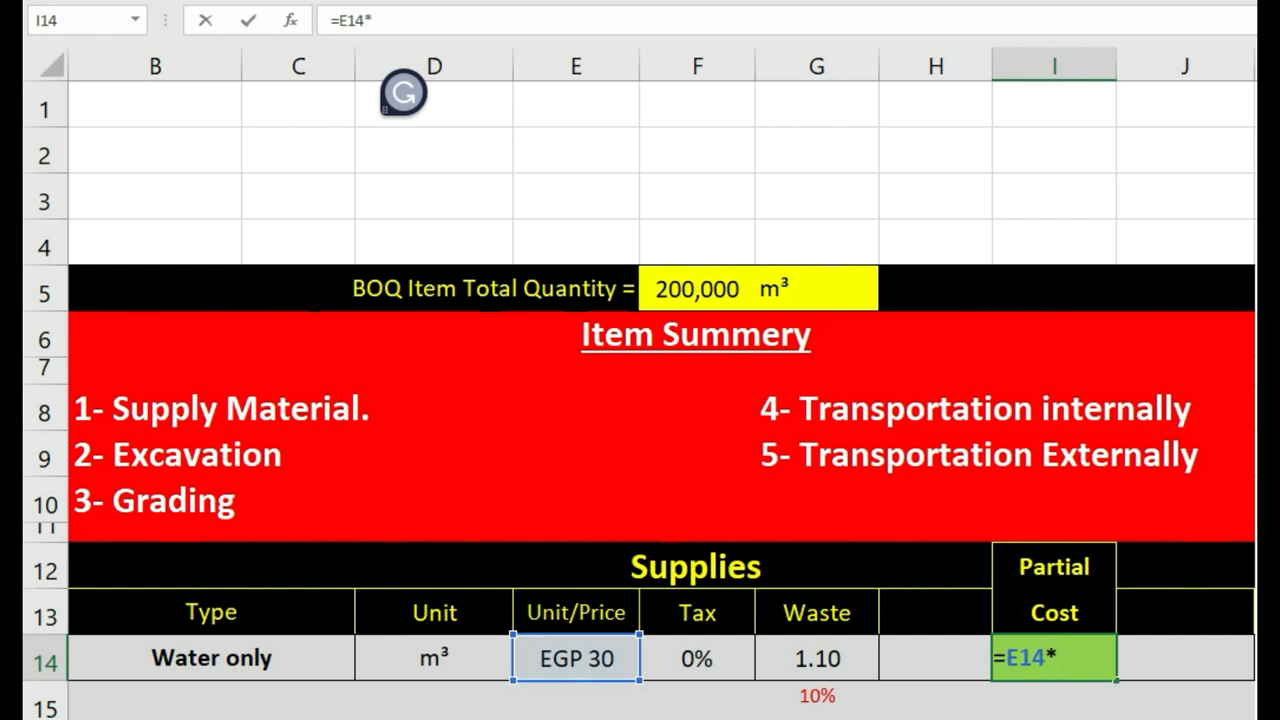 I14 fx =E14*
B C D E F G H I J
1
2
3
4
5 BOQ Item Total Quantity = 200,000 m³
6 Item Summery
7
8 1- Supply Material. 4- Transportation internally
9 2- Excavation 5- Transportation Externally
10 3- Grading
11
12 Supplies Partial
13 Type Unit Unit/Price Tax Waste Cost
14 Water only m³ EGP 30 0% 1.10 =E14*
15 10%